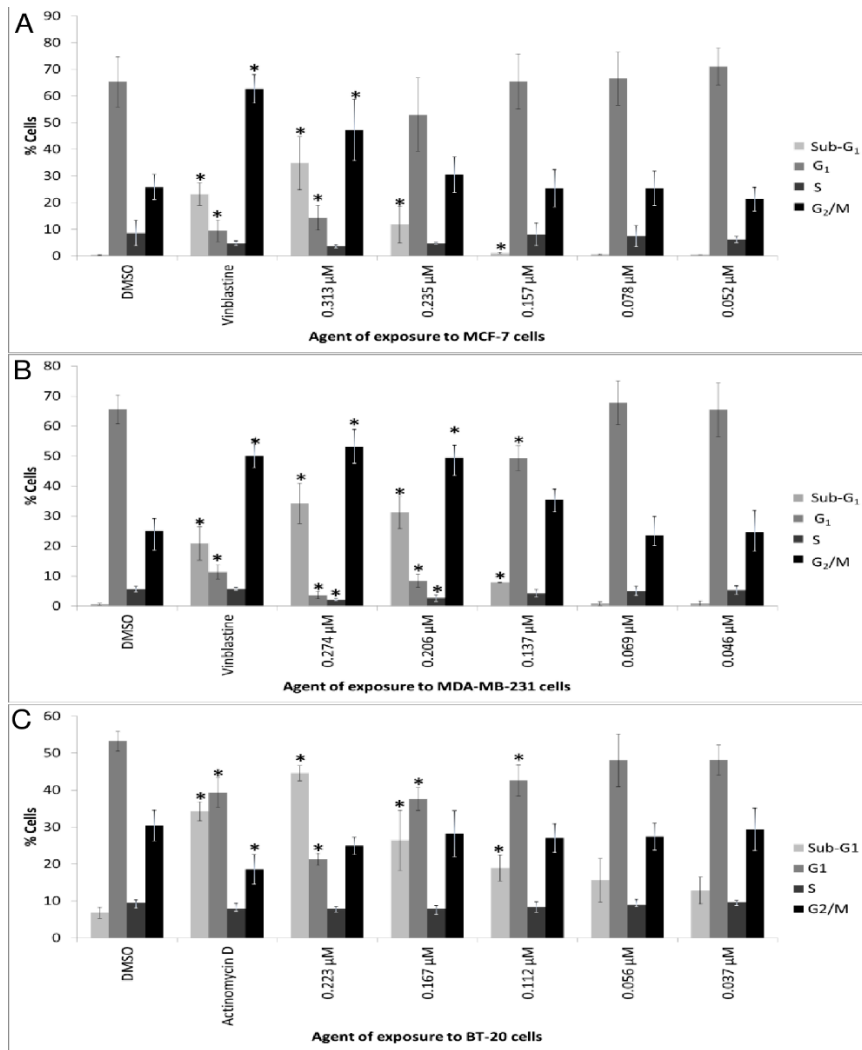 A
90
80
70
60
50
40
30
20
10
0
% Cells
*
*
*
*
*
*
*
*
DMSO
Vinblastine
0.313 µM
0.235 µM
0.157 µM
0.078 µM
0.052 µM
Agent of exposure to MCF-7 cells
Sub-G₁
G₁
S
G₂/M
B
80
70
60
50
40
30
20
10
0
% Cells
*
*
*
*
*
*
*
*
*
*
*
*
*
DMSO
Vinblastine
0.274 µM
0.206 µM
0.137 µM
0.069 µM
0.046 µM
Agent of exposure to MDA-MB-231 cells
Sub-G₁
G₁
S
G₂/M
C
60
50
40
30
20
10
0
% Cells
*
*
*
*
*
*
*
*
*
DMSO
Actinomycin D
0.223 µM
0.167 µM
0.112 µM
0.056 µM
0.037 µM
Agent of exposure to BT-20 cells
Sub-G1
G1
S
G2/M